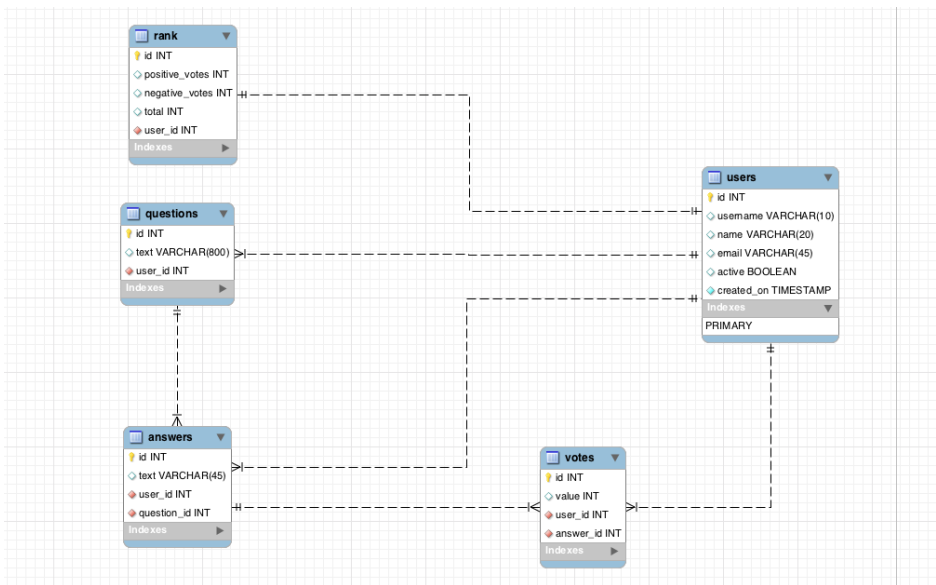 rank
id INT
positive_votes INT
negative_votes INT
total INT
user_id INT
Indexes
questions
id INT
text VARCHAR(800)
user_id INT
Indexes
users
id INT
username VARCHAR(10)
name VARCHAR(20)
email VARCHAR(45)
active BOOLEAN
created_on TIMESTAMP
Indexes
PRIMARY
answers
id INT
text VARCHAR(45)
user_id INT
question_id INT
Indexes
votes
id INT
value INT
user_id INT
answer_id INT
Indexes